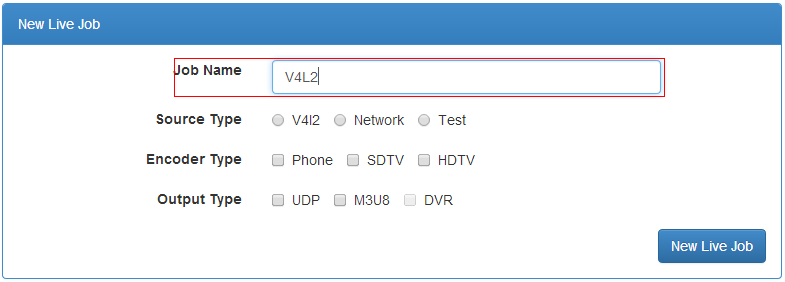 New Live Job
Job Name V4L2
Source Type V4l2 Network Test
Encoder Type Phone SDTV HDTV
Output Type UDP M3U8 DVR
New Live Job